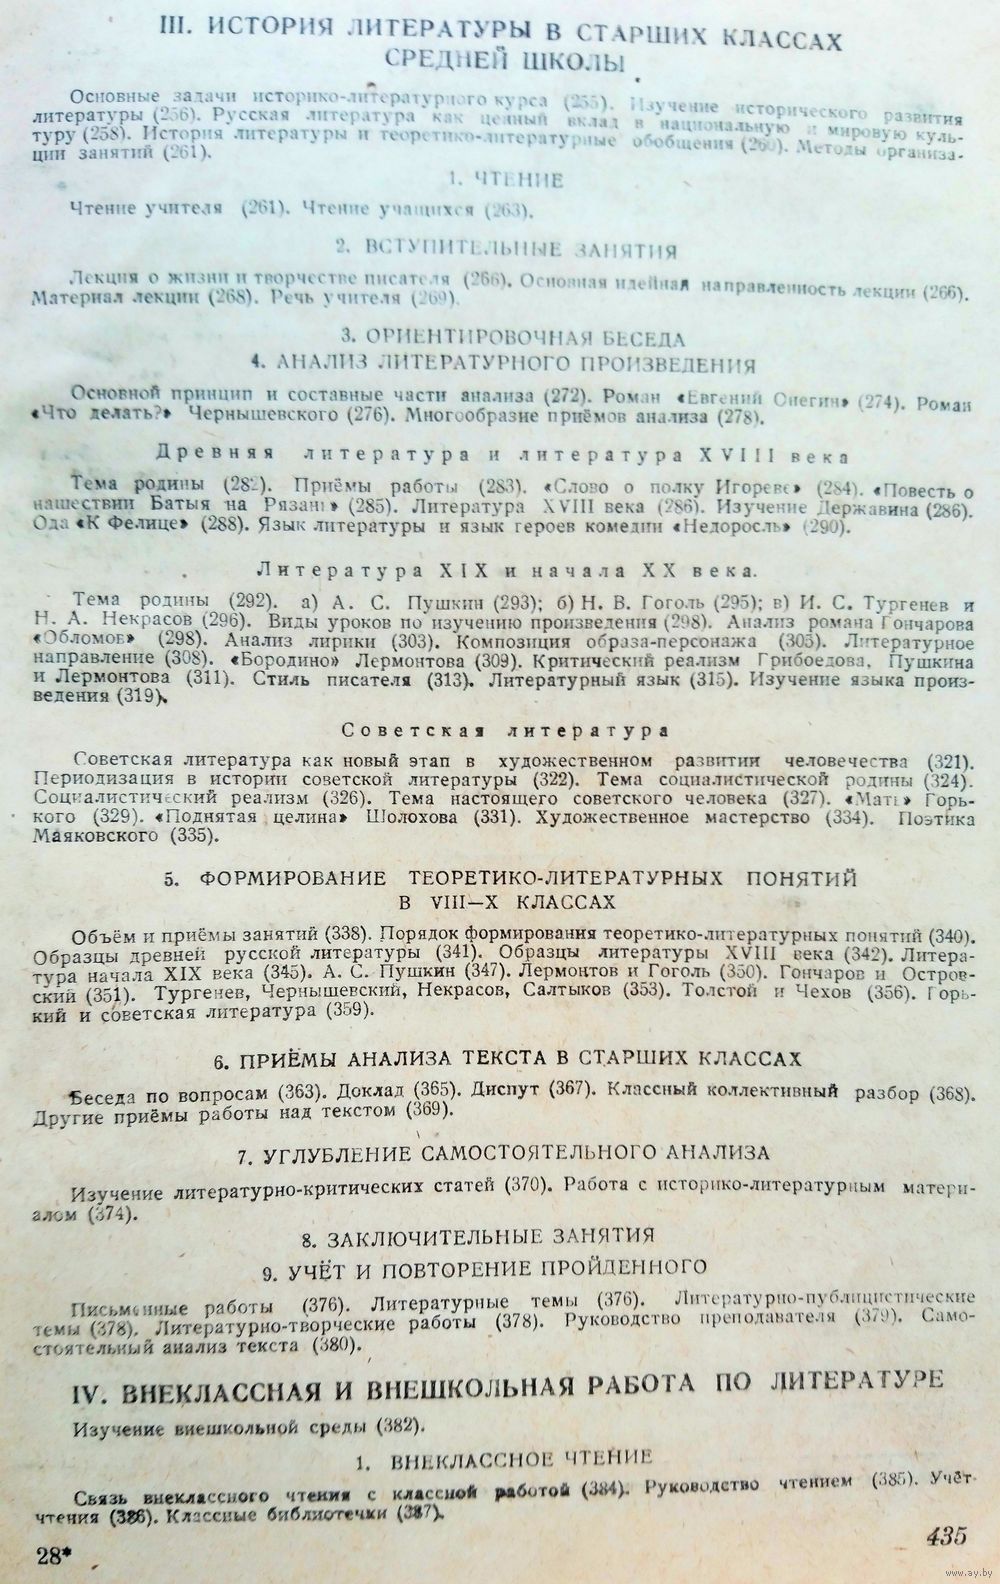 III. ИСТОРИЯ ЛИТЕРАТУРЫ В СТАРШИХ КЛАССАХ
СРЕДНЕЙ ШКОЛЫ
Основные задачи историко-литературного курса (255). Изучение исторического развития
литературы (256). Русская литература как ценный вклад в национальную и мировую куль-
туру (258). История литературы и теоретико-литературные обобщения (260). Методы организа-
ции занятий (261).
1. ЧТЕНИЕ
Чтение учителя (261). Чтение учащихся (263).
2. ВСТУПИТЕЛЬНЫЕ ЗАНЯТИЯ
Лекция о жизни и творчестве писателя (266). Основная идейная направленность лекции (266).
Материал лекции (268). Речь учителя (269).
3. ОРИЕНТИРОВОЧНАЯ БЕСЕДА
4. АНАЛИЗ ЛИТЕРАТУРНОГО ПРОИЗВЕДЕНИЯ
Основной принцип и составные части анализа (272). Роман «Евгений Онегин» (274). Роман
«Что делать?» Чернышевского (276). Многообразие приёмов анализа (278).
Древняя литература и литература XVIII века
Тема родины (282). Приёмы работы (283). «Слово о полку Игореве» (284). «Повесть о
нашествии Батыя на Рязань» (285). Литература XVIII века (286). Изучение Державина (286).
Ода «К Фелице» (288). Язык литературы и язык героев комедии «Недоросль» (290).
Литература XIX и начала XX века.
Тема родины (292). а) А. С. Пушкин (293); б) Н. В. Гоголь (295); в) И. С. Тургенев и
Н. А. Некрасов (296). Виды уроков по изучению произведения (298). Анализ романа Гончарова
«Обломов» (298). Анализ лирики (303). Композиция образа-персонажа (305). Литературное
направление (308). «Бородино» Лермонтова (309). Критический реализм Грибоедова, Пушкина
и Лермонтова (311). Стиль писателя (313). Литературный язык (315). Изучение языка произ-
ведения (319).
Советская литература
Советская литература как новый этап в художественном развитии человечества (321).
Периодизация в истории советской литературы (322). Тема социалистической родины (324).
Социалистический реализм (326). Тема настоящего советского человека (327). «Мать» Горь-
кого (329). «Поднятая целина» Шолохова (331). Художественное мастерство (334). Поэтика
Маяковского (335).
5. ФОРМИРОВАНИЕ ТЕОРЕТИКО-ЛИТЕРАТУРНЫХ ПОНЯТИЙ
В VIII—X КЛАССАХ
Объём и приёмы занятий (338). Порядок формирования теоретико-литературных понятий (340).
Образцы древней русской литературы (341). Образцы литературы XVIII века (342). Литера-
тура начала XIX века (345). А. С. Пушкин (347). Лермонтов и Гоголь (350). Гончаров и Остров-
ский (351). Тургенев, Чернышевский, Некрасов, Салтыков (353). Толстой и Чехов (356). Горь-
кий и советская литература (359).
6. ПРИЁМЫ АНАЛИЗА ТЕКСТА В СТАРШИХ КЛАССАХ
Беседа по вопросам (363). Доклад (365). Диспут (367). Классный коллективный разбор (368).
Другие приёмы работы над текстом (369).
7. УГЛУБЛЕНИЕ САМОСТОЯТЕЛЬНОГО АНАЛИЗА
Изучение литературно-критических статей (370). Работа с историко-литературным матери-
алом (374).
8. ЗАКЛЮЧИТЕЛЬНЫЕ ЗАНЯТИЯ
9. УЧЁТ И ПОВТОРЕНИЕ ПРОЙДЕННОГО
Письменные работы (376). Литературные темы (376). Литературно-публицистические
темы (378). Литературно-творческие работы (378). Руководство преподавателя (379). Само-
стоятельный анализ текста (380).
IV. ВНЕКЛАССНАЯ И ВНЕШКОЛЬНАЯ РАБОТА ПО ЛИТЕРАТУРЕ
Изучение внешкольной среды (382).
1. ВНЕКЛАССНОЕ ЧТЕНИЕ
Связь внеклассного чтения с классной работой (384). Руководство чтением (385). Учёт
чтения (386). Классные библиотечки (387).
28*
435
www.ay.by